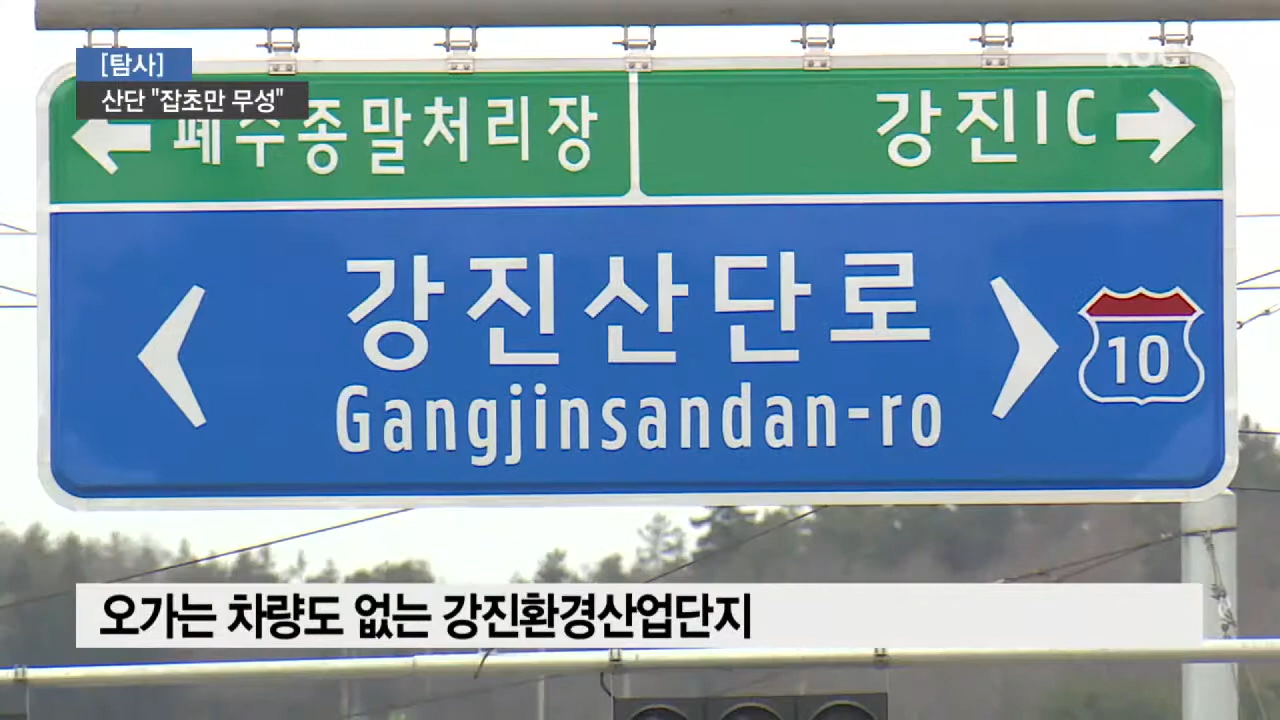 [탐사]
산단 "잡초만 무성"
폐수종말처리장
강진IC
강진산단로
Gangjinsandan-ro
10
오가는 차량도 없는 강진환경산업단지